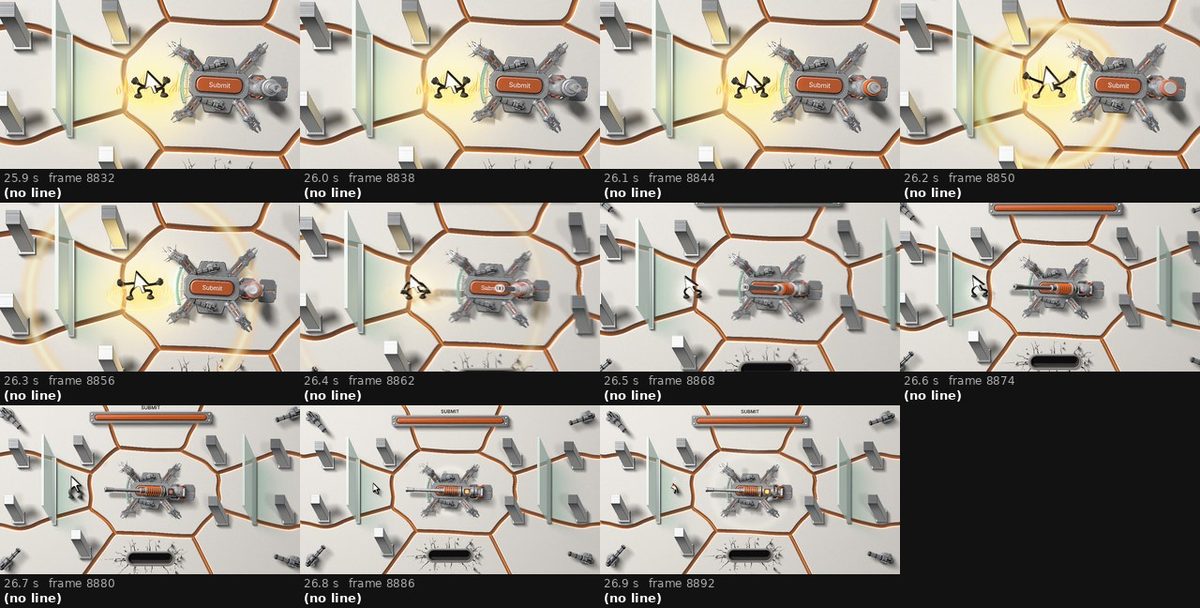 Submit
Submit
Submit
Submit
25.9 s frame 8832
26.0 s frame 8838
26.1 s frame 8844
26.2 s frame 8850
(no line)
(no line)
(no line)
(no line)
Submit
26.3 s frame 8856
26.4 s frame 8862
26.5 s frame 8868
26.6 s frame 8874
(no line)
(no line)
(no line)
(no line)
SUBMIT
SUBMIT
SUBMIT
26.7 s frame 8880
26.8 s frame 8886
26.9 s frame 8892
(no line)
(no line)
(no line)